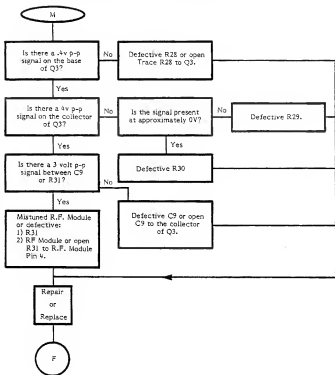 M
Is there a .4v p-p
signal on the base
of Q3?
No
Defective R28 or open
Trace R28 to Q3.
Yes
Is there a 4v p-p
signal on the collector
of Q3?
No
Is the signal present
at approximately 0V?
No
Defective R29.
Yes
Yes
Defective R30
Is there a 3 volt p-p
signal between C9
or R31?
No
Yes
Defective C9 or open
C9 to the collector
of Q3.
Mistuned R.F. Module
or defective:
1) R31
2) RF Module or open
R31 to R.F. Module
Pin 4.
Repair
or
Replace
F